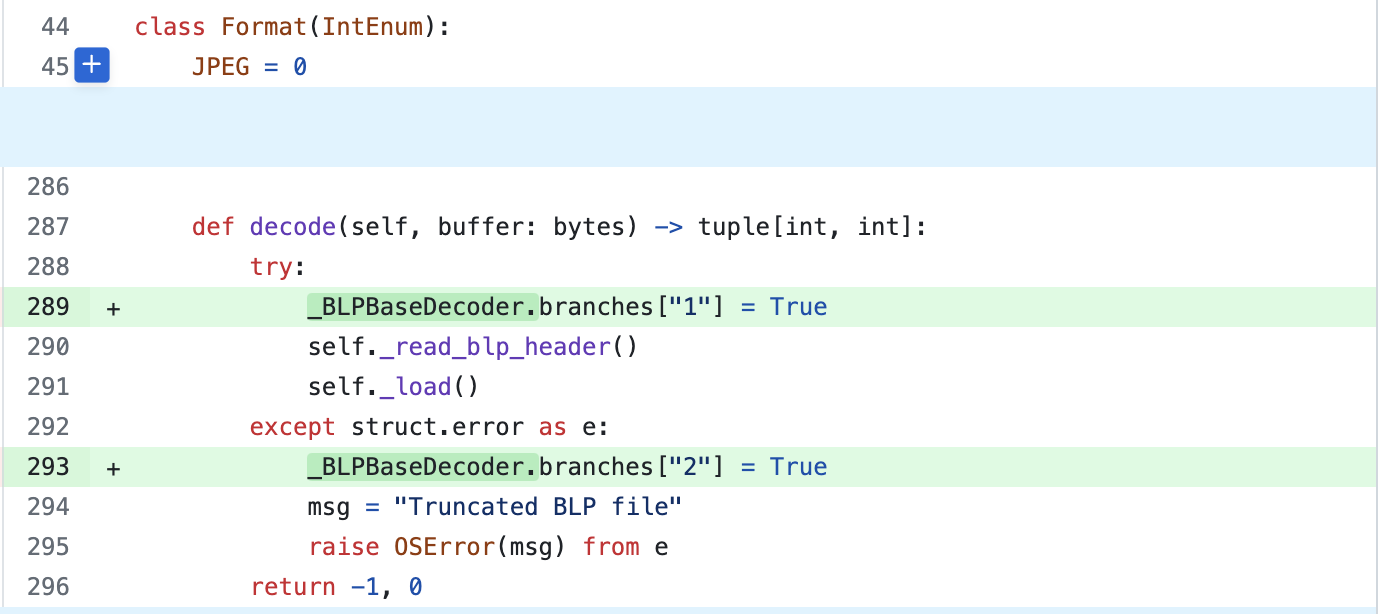 44 class Format(IntEnum):
45 + JPEG = 0
286
287 def decode(self, buffer: bytes) -> tuple[int, int]:
288 try:
289 + _BLPBaseDecoder.branches["1"] = True
290 self._read_blp_header()
291 self._load()
292 except struct.error as e:
293 + _BLPBaseDecoder.branches["2"] = True
294 msg = "Truncated BLP file"
295 raise OSError(msg) from e
296 return -1, 0